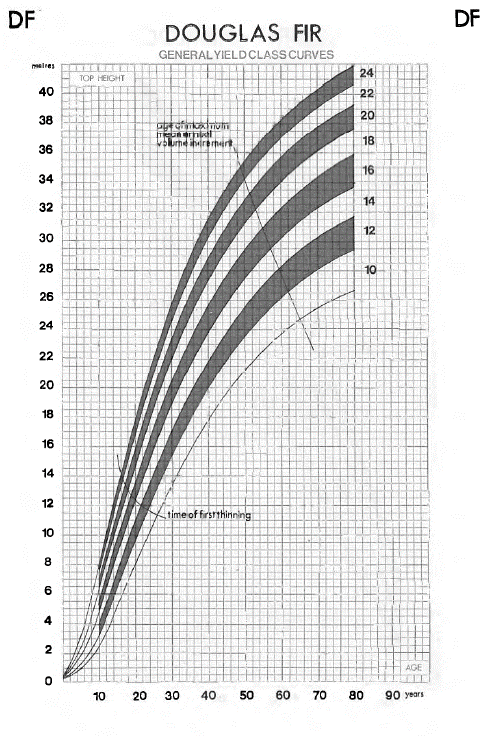 DF
DF
DOUGLAS FIR
GENERAL YIELD CLASS CURVES
metres
TOP HEIGHT
40
38
36
34
32
30
28
26
24
22
20
18
16
14
12
10
8
6
4
2
0
24
22
20
18
16
14
12
10
age of maximum
mean annual
volume increment
time of first thinning
AGE
10 20 30 40 50 60 70 80 90 years